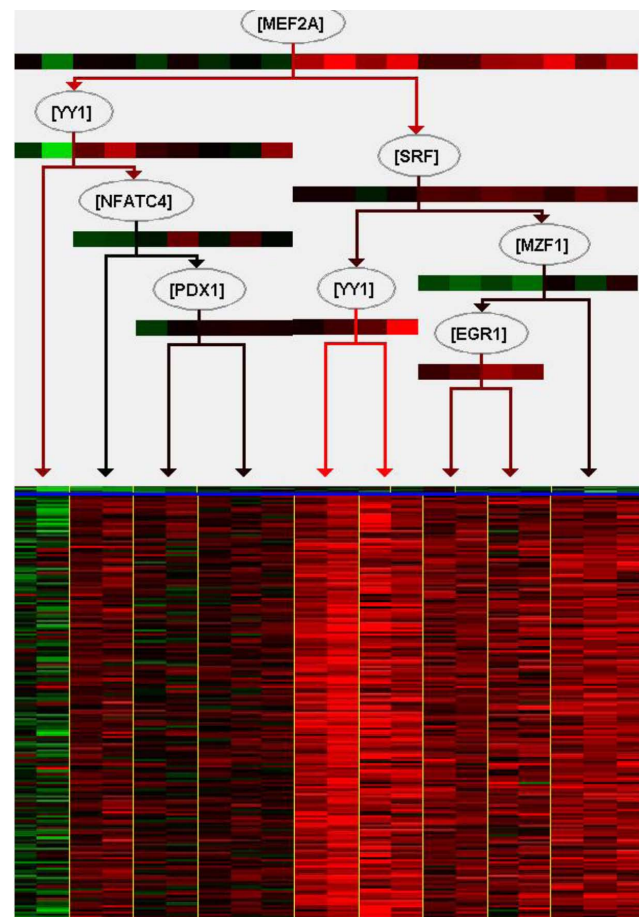 [MEF2A]
[YY1]
[SRF]
[NFATC4]
[MZF1]
[PDX1]
[YY1]
[EGR1]